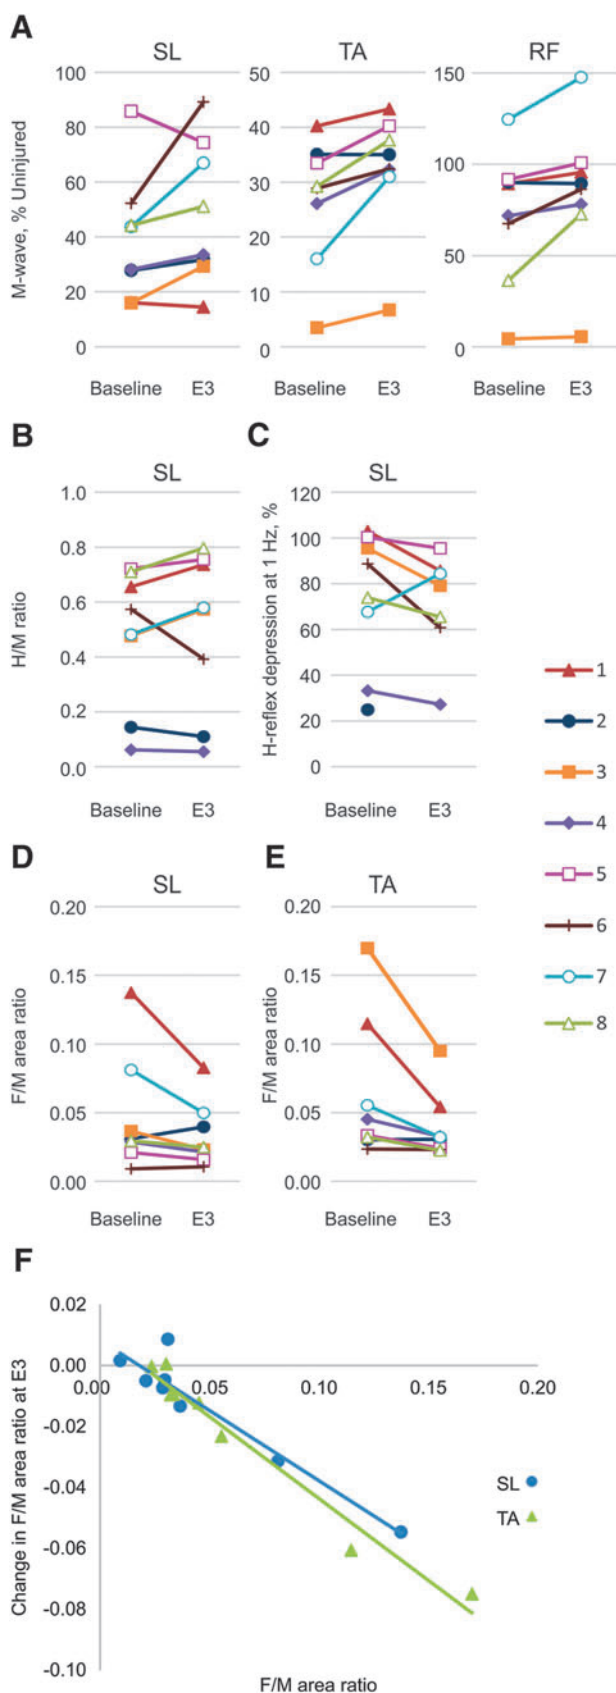 A
SL TA RF
M-wave, % Uninjured
100 50 150
80 40
60 30 100
40 20 50
20 10
0 0 0
Baseline E3 Baseline E3 Baseline E3
B C
SL SL
H/M ratio
1.0
0.8
0.6
0.4
0.2
0.0
Baseline E3
H-reflex depression at 1 Hz, %
120
100
80
60
40
20
0
Baseline E3
1
2
3
4
5
6
7
8
D E
SL TA
F/M area ratio
0.20
0.15
0.10
0.05
0.00
Baseline E3
F/M area ratio
0.20
0.15
0.10
0.05
0.00
Baseline E3
F
Change in F/M area ratio at E3
0.02
0.00
-0.02
-0.04
-0.06
-0.08
-0.10
0.00 0.05 0.10 0.15 0.20
SL
TA
F/M area ratio